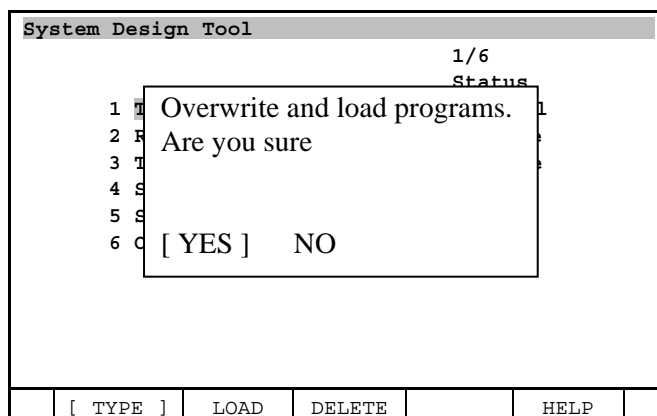 System Design Tool
1/6
Status
1
2
3
4
5
6
Overwrite and load programs.
Are you sure
[ YES ] NO
[ TYPE ] LOAD DELETE HELP